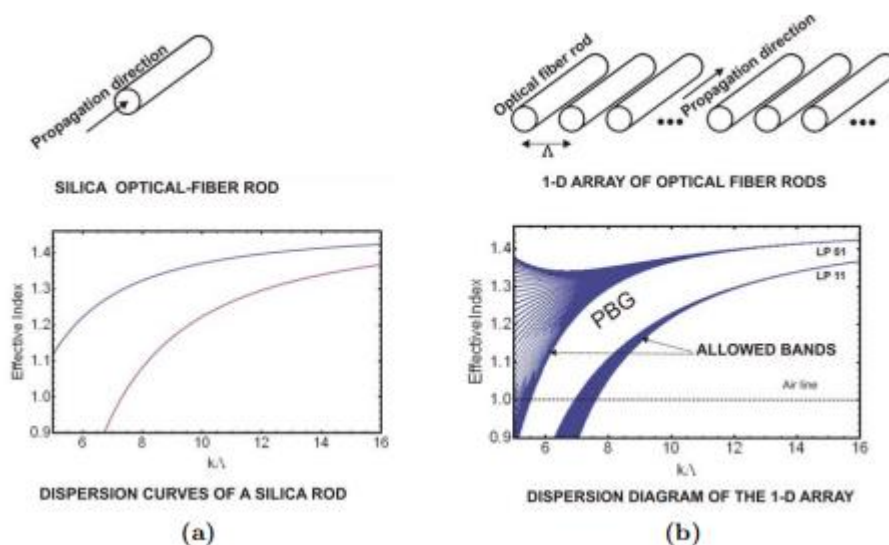 Propagation direction
SILICA OPTICAL-FIBER ROD
Effective Index
1.4
1.3
1.2
1.1
1.0
0.9
6 8 10 12 14 16
kΛ
DISPERSION CURVES OF A SILICA ROD
(a)
Optical fiber rod
Propagation direction
Λ
1-D ARRAY OF OPTICAL FIBER RODS
Effective Index
1.4
1.3
1.2
1.1
1.0
0.9
LP 01
LP 11
PBG
ALLOWED BANDS
Air line
6 8 10 12 14 16
kΛ
DISPERSION DIAGRAM OF THE 1-D ARRAY
(b)